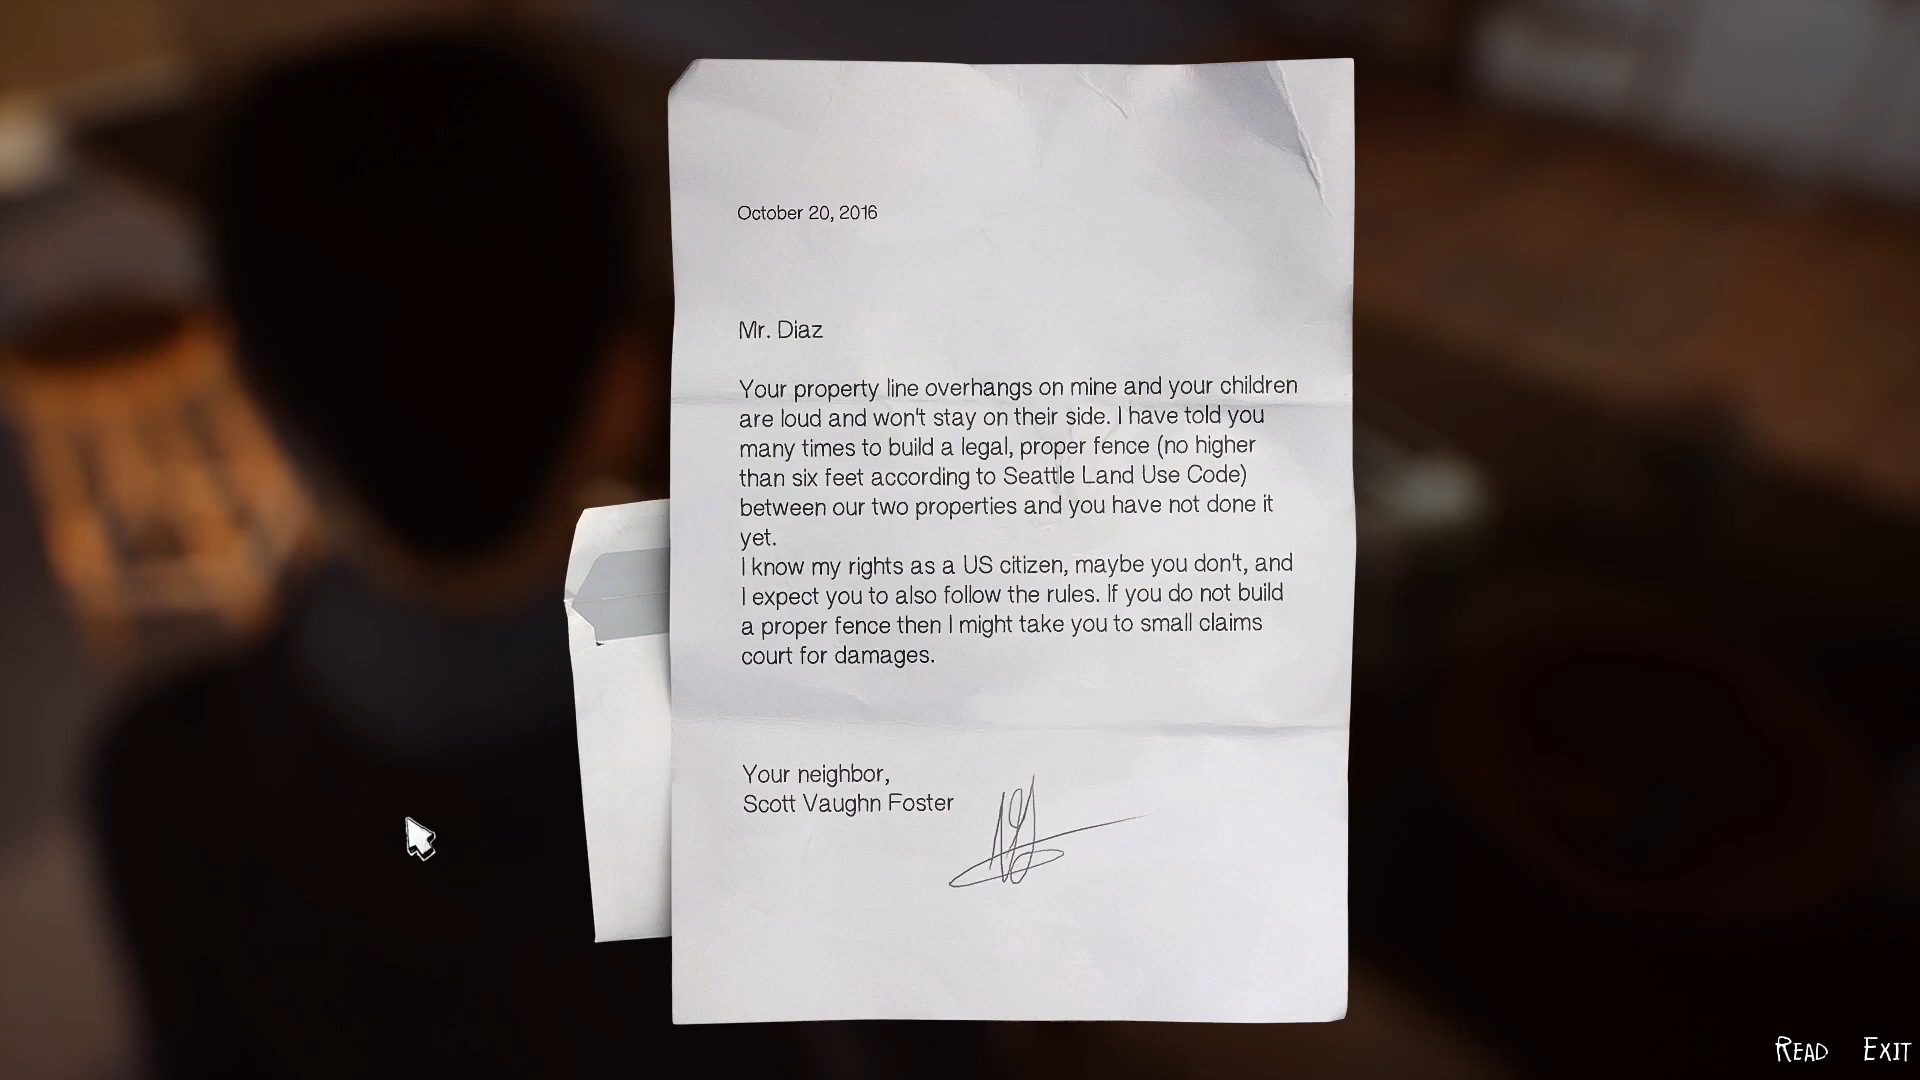 October 20, 2016
Mr. Diaz
Your property line overhangs on mine and your children
are loud and won't stay on their side. I have told you
many times to build a legal, proper fence (no higher
than six feet according to Seattle Land Use Code)
between our two properties and you have not done it
yet.
I know my rights as a US citizen, maybe you don't, and
I expect you to also follow the rules. If you do not build
a proper fence then I might take you to small claims
court for damages.
Your neighbor,
Scott Vaughn Foster
READ EXIT